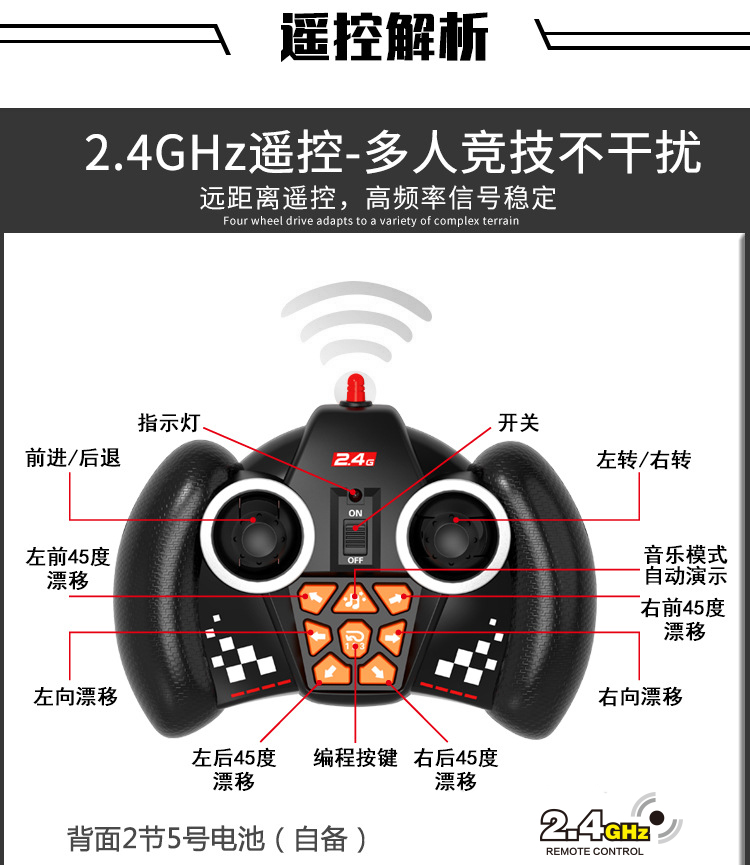 遥控解析
2.4GHz遥控-多人竞技不干扰
远距离遥控，高频率信号稳定
Four wheel drive adapts to a variety of complex terrain
指示灯
开关
前进/后退
左转/右转
2.4G
ON
OFF
左前45度
漂移
音乐模式
自动演示
右前45度
漂移
左向漂移
右向漂移
左后45度
漂移
编程按键
右后45度
漂移
背面2节5号电池（自备）
2.4GHz
REMOTE CONTROL